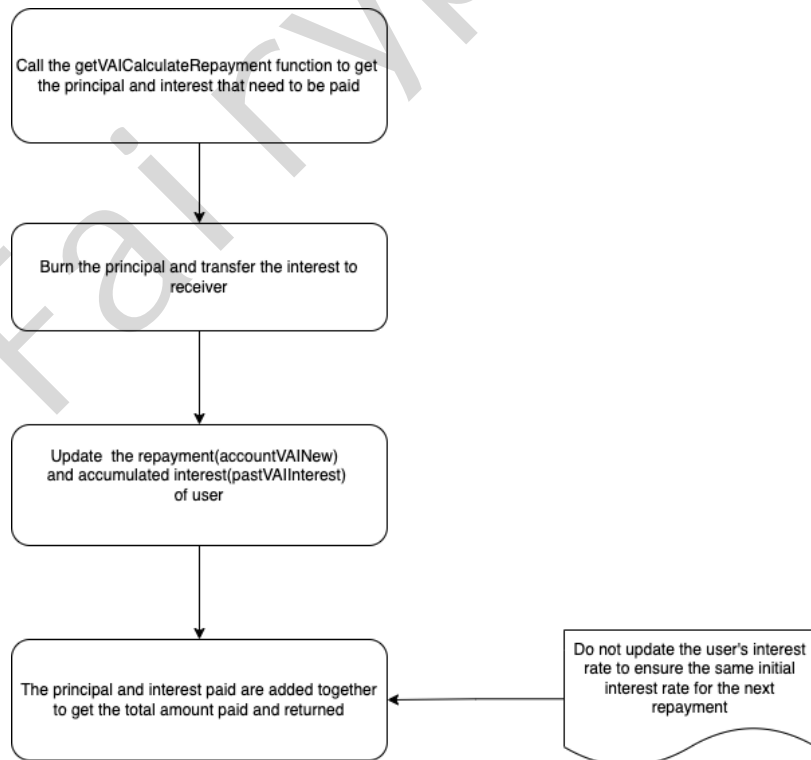 Call the getVAICalculateRepayment function to get
the principal and interest that need to be paid
Burn the principal and transfer the interest to
receiver
Update the repayment(accountVAINew)
and accumulated interest(pastVAIInterest)
of user
The principal and interest paid are added together
to get the total amount paid and returned
Do not update the user's interest
rate to ensure the same initial
interest rate for the next
repayment
Fairyp